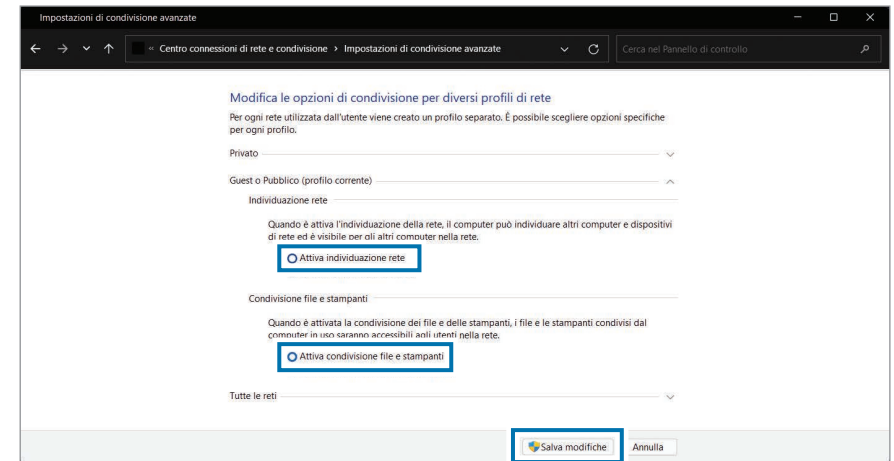 Impostazioni di condivisione avanzate
« Centro connessioni di rete e condivisione > Impostazioni di condivisione avanzate
Cerca nel Pannello di controllo
Modifica le opzioni di condivisione per diversi profili di rete
Per ogni rete utilizzata dall'utente viene creato un profilo separato. É possibile scegliere opzioni specifiche
per ogni profilo.
Privato
Guest o Pubblico (profilo corrente)
Individuazione rete
Quando è attiva l'individuazione della rete, il computer può individuare altri computer e dispositivi
di rete ed è visibile per gli altri computer nella rete.
Attiva individuazione rete
Condivisione file e stampanti
Quando è attivata la condivisione dei file e delle stampanti, i file e le stampanti condivisi dal
computer in uso saranno accessibili agli utenti nella rete.
Attiva condivisione file e stampanti
Tutte le reti
Salva modifiche
Annulla